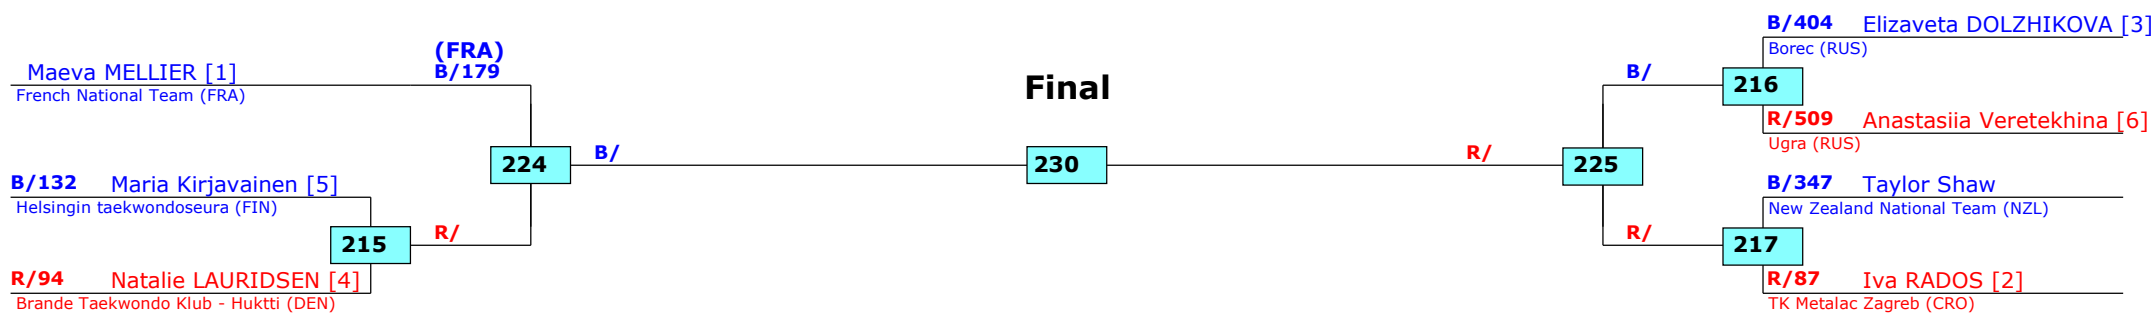 (FRA)
Maeva MELLIER [1] B/179
French National Team (FRA)
224
B/
B/132 Maria Kirjavainen [5]
Helsingin taekwondoseura (FIN)
215
R/
R/94 Natalie LAURIDSEN [4]
Brande Taekwondo Klub - Huktti (DEN)
Final
230
B/404 Elizaveta DOLZHIKOVA [3]
Borec (RUS)
B/
216
R/509 Anastasiia Veretekhina [6]
Ugra (RUS)
R/
225
B/347 Taylor Shaw
New Zealand National Team (NZL)
R/
217
R/87 Iva RADOS [2]
TK Metalac Zagreb (CRO)